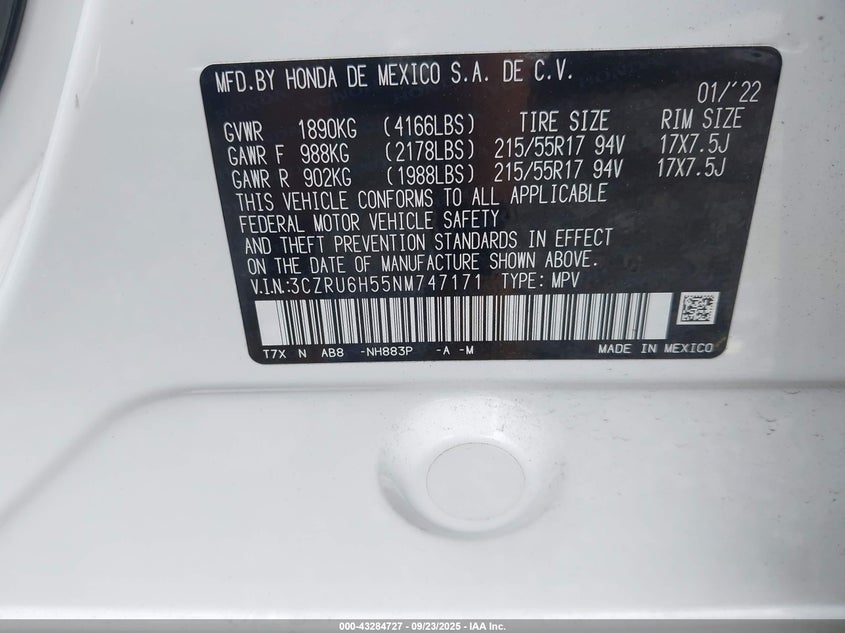 MFD.BY HONDA DE MEXICO S.A. DE C.V.
01/'22
GVWR 1890KG (4166LBS) TIRE SIZE RIM SIZE
GAWR F 988KG (2178LBS) 215/55R17 94V 17X7.5J
GAWR R 902KG (1988LBS) 215/55R17 94V 17X7.5J
THIS VEHICLE CONFORMS TO ALL APPLICABLE
FEDERAL MOTOR VEHICLE SAFETY
AND THEFT PREVENTION STANDARDS IN EFFECT
ON THE DATE OF MANUFACTURE SHOWN ABOVE.
V.I.N.:3CZRU6H55NM747171 TYPE: MPV
T7X N AB8 -NH883P -A -M MADE IN MEXICO
000-43284727 - 09/23/2025 - IAA Inc.